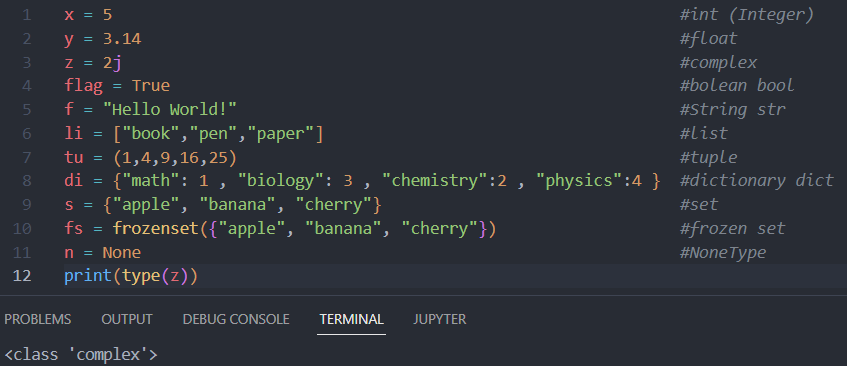 1 x = 5 #int (Integer)
2 y = 3.14 #float
3 z = 2j #complex
4 flag = True #bolean bool
5 f = "Hello World!" #String str
6 li = ["book","pen","paper"] #list
7 tu = (1,4,9,16,25) #tuple
8 di = {"math": 1 , "biology": 3 , "chemistry":2 , "physics":4 } #dictionary dict
9 s = {"apple", "banana", "cherry"} #set
10 fs = frozenset({"apple", "banana", "cherry"}) #frozen set
11 n = None #NoneType
12 print(type(z))
PROBLEMS OUTPUT DEBUG CONSOLE TERMINAL JUPYTER
<class 'complex'>